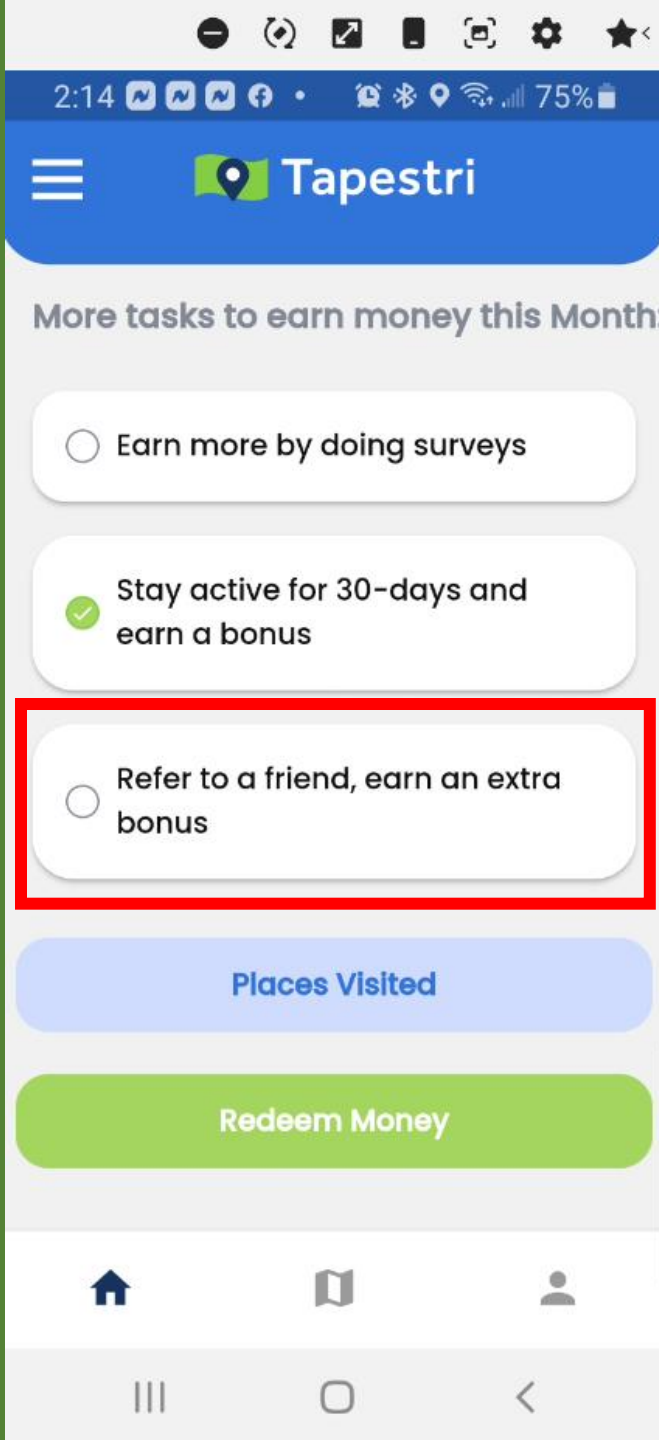 2:14 75%
Tapestri
More tasks to earn money this Month:
Earn more by doing surveys
Stay active for 30-days and
earn a bonus
Refer to a friend, earn an extra
bonus
Places Visited
Redeem Money